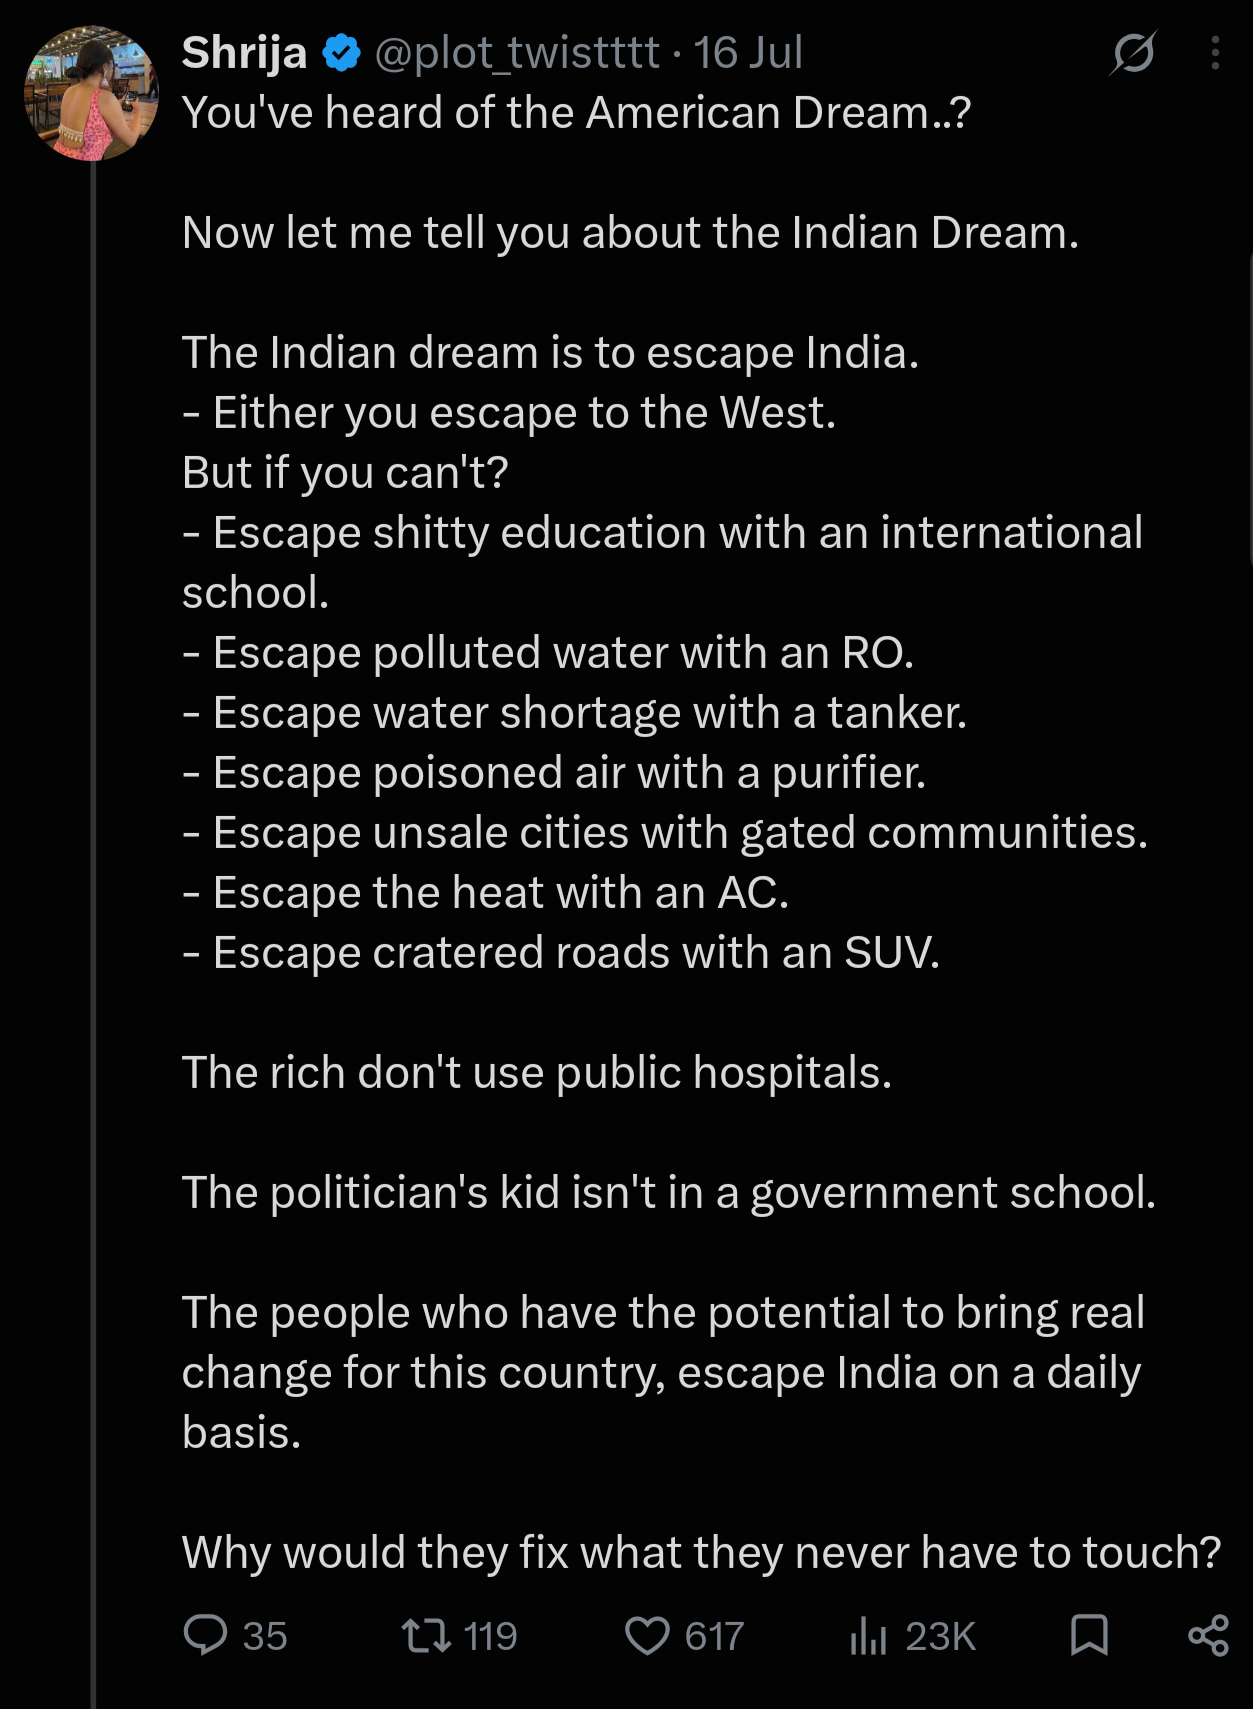 Shrija @plot_twistttt · 16 Jul
You've heard of the American Dream..?
Now let me tell you about the Indian Dream.
The Indian dream is to escape India.
- Either you escape to the West.
But if you can't?
- Escape shitty education with an international
school.
- Escape polluted water with an RO.
- Escape water shortage with a tanker.
- Escape poisoned air with a purifier.
- Escape unsale cities with gated communities.
- Escape the heat with an AC.
- Escape cratered roads with an SUV.
The rich don't use public hospitals.
The politician's kid isn't in a government school.
The people who have the potential to bring real
change for this country, escape India on a daily
basis.
Why would they fix what they never have to touch?
35 119 617 23K